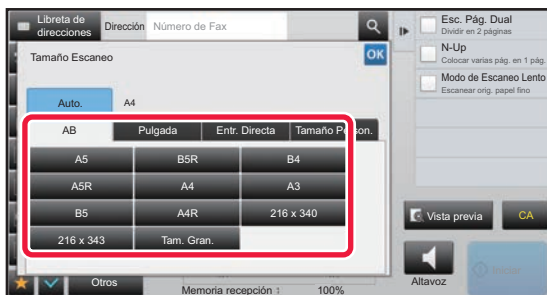 Libreta de direcciones
Dirección
Número de Fax
Tamaño Escaneo
OK
Auto.
A4
AB
Pulgada
Entr. Directa
Tamaño Person.
A5
B5R
B4
A5R
A4
A3
B5
A4R
216 x 340
216 x 343
Tam. Gran.
Otros
Memoria recepción :
100%
Esc. Pág. Dual
Dividir en 2 páginas
N-Up
Colocar varias pág. en 1 pág.
Modo de Escaneo Lento
Escanear orig. papel fino
Vista previa
CA
Altavoz
Iniciar